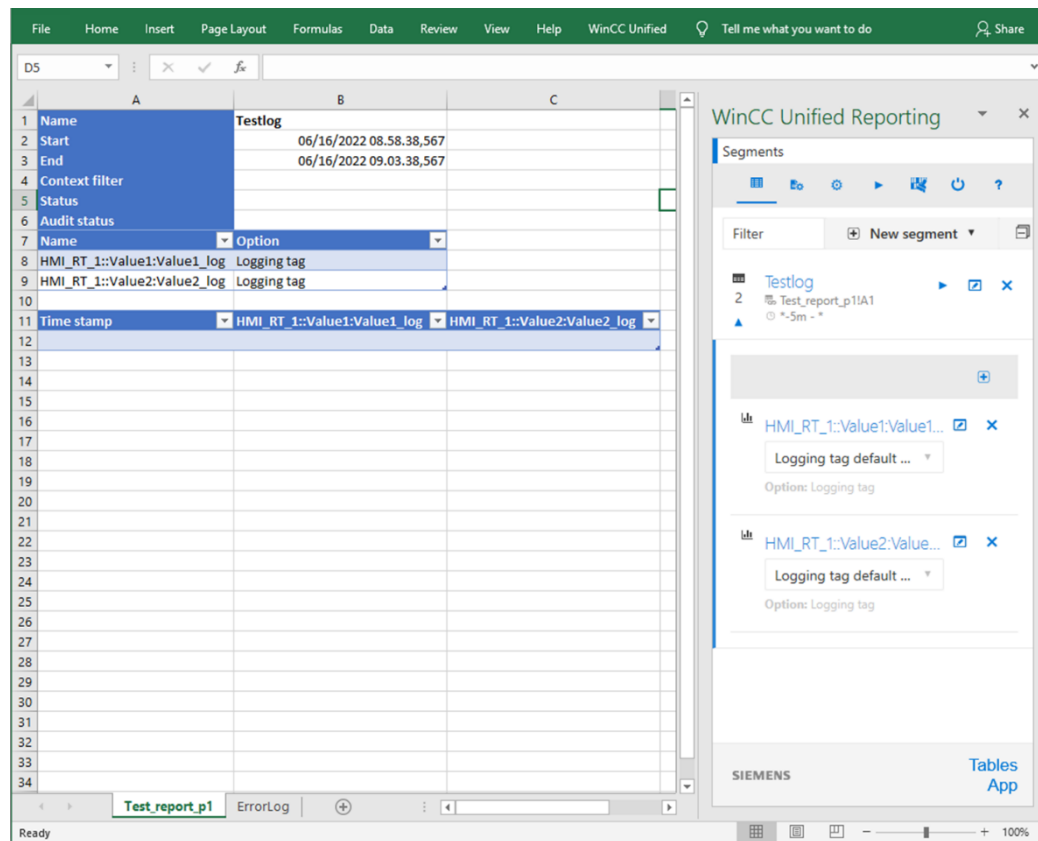 File Home Insert Page Layout Formulas Data Review View Help WinCC Unified Tell me what you want to do Share
D5 fx
A B C
1 Name Testlog
2 Start 06/16/2022 08.58.38,567
3 End 06/16/2022 09.03.38,567
4 Context filter
5 Status
6 Audit status
7 Name Option
8 HMI_RT_1::Value1:Value1_log Logging tag
9 HMI_RT_1::Value2:Value2_log Logging tag
10
11 Time stamp HMI_RT_1::Value1:Value1_log HMI_RT_1::Value2:Value2_log
12
13
14
15
16
17
18
19
20
21
22
23
24
25
26
27
28
29
30
31
32
33
34
Test_report_p1 ErrorLog
Ready 100%
WinCC Unified Reporting
Segments
?
Filter New segment
Testlog
2 Test_report_p1!A1
*-5m - *
HMI_RT_1::Value1:Value1...
Logging tag default ...
Option: Logging tag
HMI_RT_1::Value2:Value...
Logging tag default ...
Option: Logging tag
SIEMENS
Tables
App